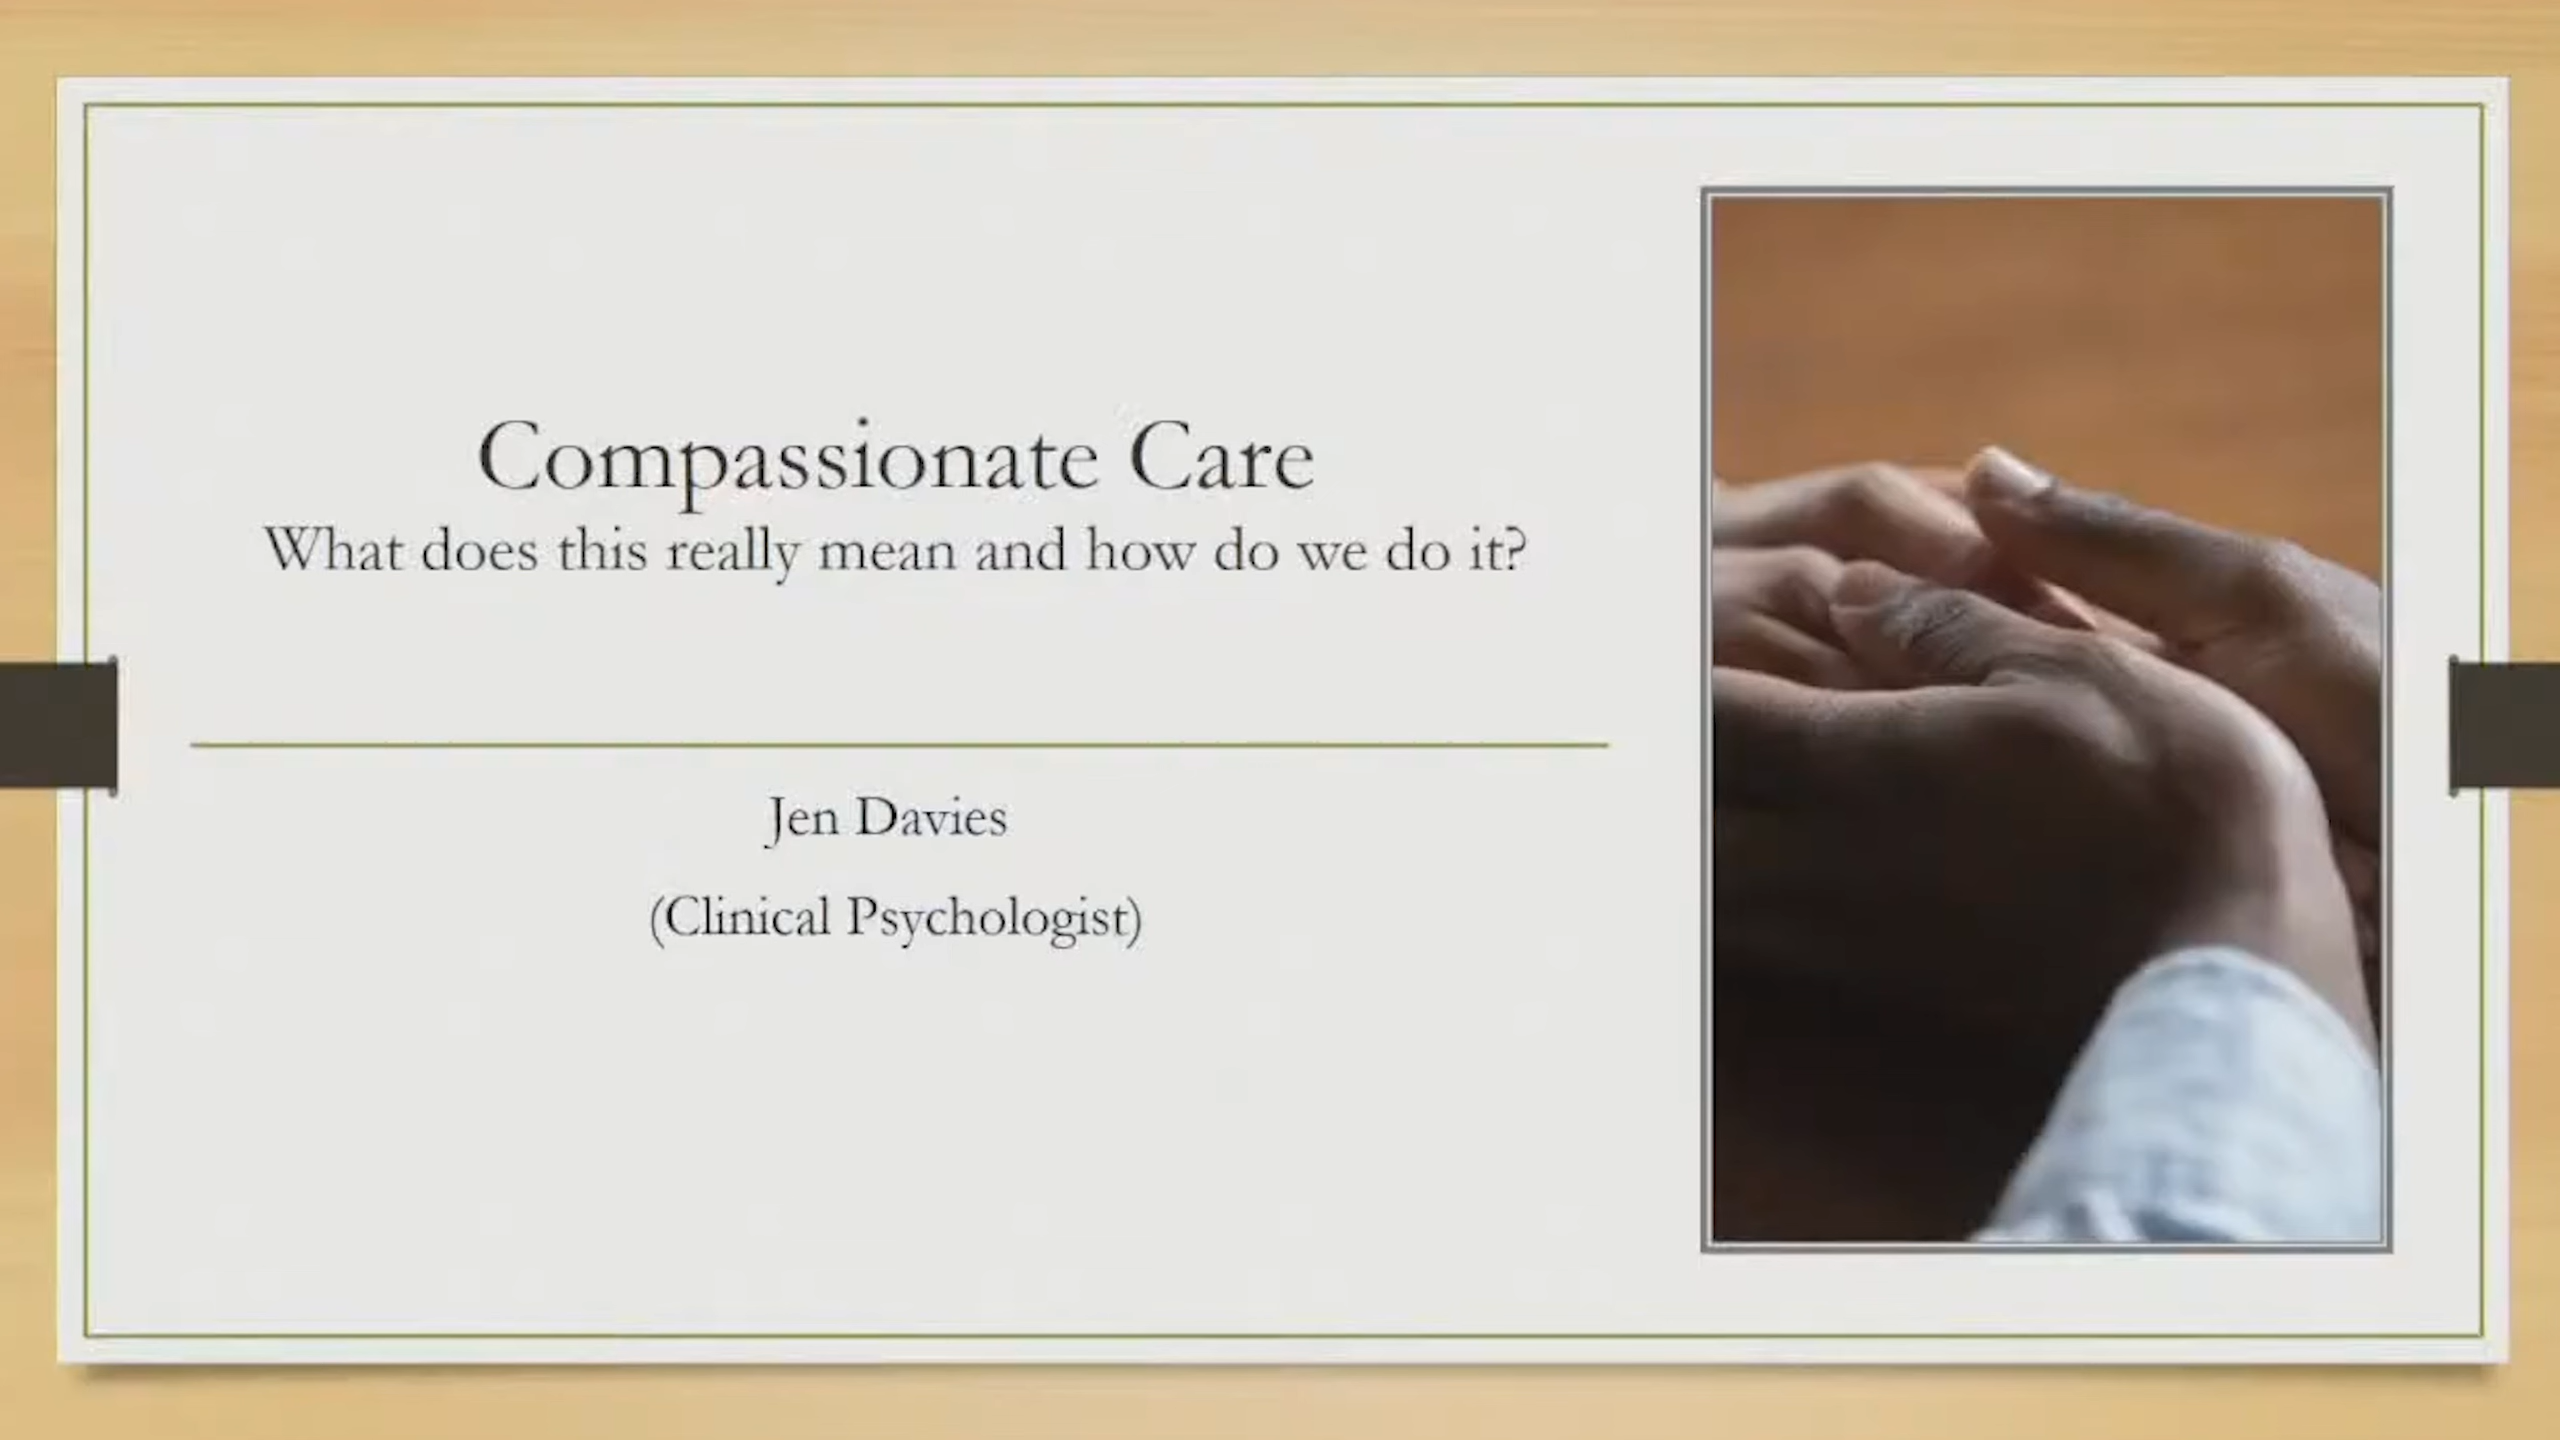 Compassionate Care
What does this really mean and how do we do it?
Jen Davies
(Clinical Psychologist)